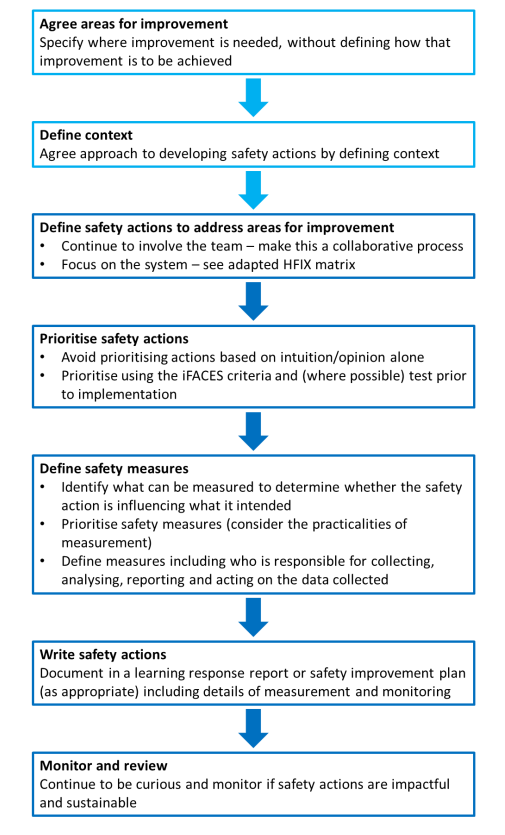 Agree areas for improvement
Specify where improvement is needed, without defining how that
improvement is to be achieved
Define context
Agree approach to developing safety actions by defining context
Define safety actions to address areas for improvement
• Continue to involve the team – make this a collaborative process
• Focus on the system – see adapted HFIX matrix
Prioritise safety actions
• Avoid prioritising actions based on intuition/opinion alone
• Prioritise using the iFACES criteria and (where possible) test prior
to implementation
Define safety measures
• Identify what can be measured to determine whether the safety
action is influencing what it intended
• Prioritise safety measures (consider the practicalities of
measurement)
• Define measures including who is responsible for collecting,
analysing, reporting and acting on the data collected
Write safety actions
Document in a learning response report or safety improvement plan
(as appropriate) including details of measurement and monitoring
Monitor and review
Continue to be curious and monitor if safety actions are impactful
and sustainable